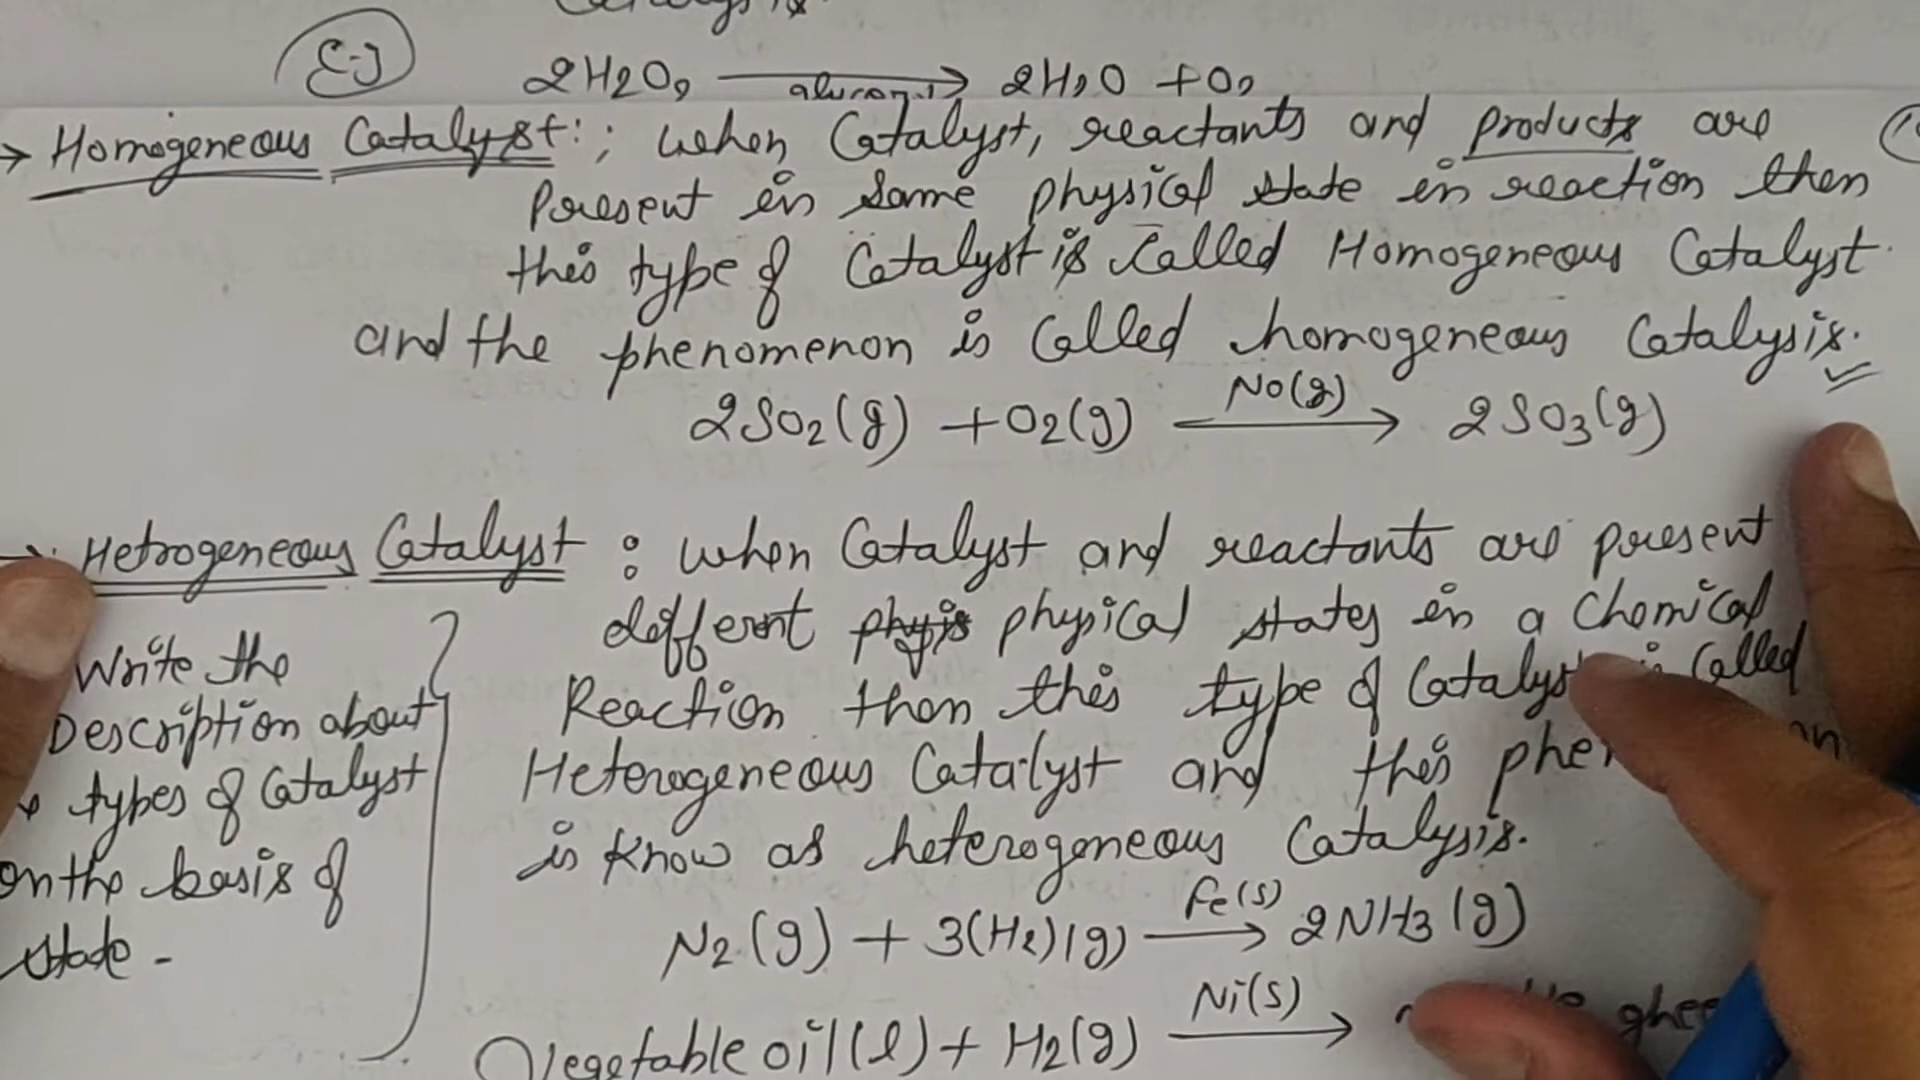 E.g
2H2O2 → 2H2O + O2
→ Homogeneous Catalyst:; when Catalyst, reactants and products are
present in same physical state in reaction then
this type of Catalyst is called Homogeneous Catalyst.
and the phenomenon is Called homogeneous Catalysis.
NO(g)
2SO2(g) + O2(g) → 2SO3(g)
→ Hetrogeneous Catalyst : when Catalyst and reactants are present
different physical states in a Chemical
Reaction then this type of Catalyst is Called
Heterogeneous Catalyst and this
is know as heterogeneous Catalysis.
Fe(s)
N2(g) + 3(H2)(g) → 2NH3(g)
Ni(s)
Vegetable oil(l) + H2(g) → ghee
Write the
Description about
types of Catalyst
on the basis of
state -